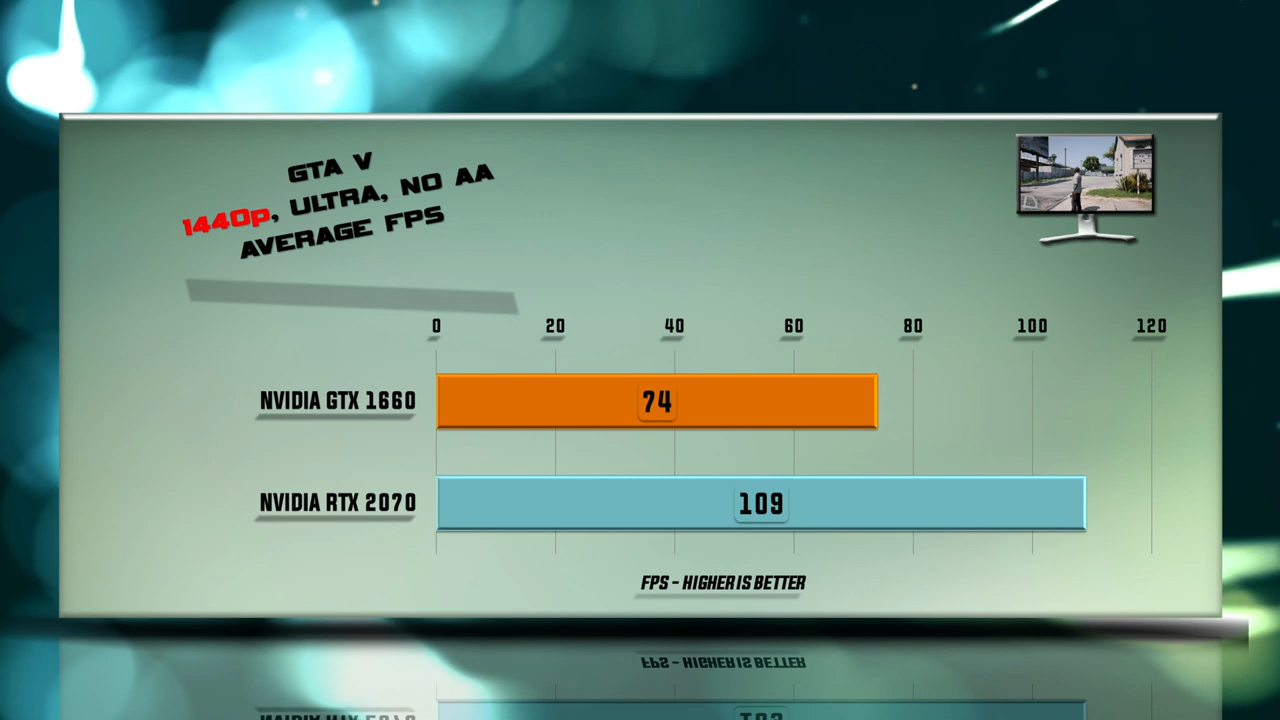 GTA V
1440p, ULTRA, NO AA
AVERAGE FPS
0 20 40 60 80 100 120
NVIDIA GTX 1660 74
NVIDIA RTX 2070 109
FPS - HIGHER IS BETTER